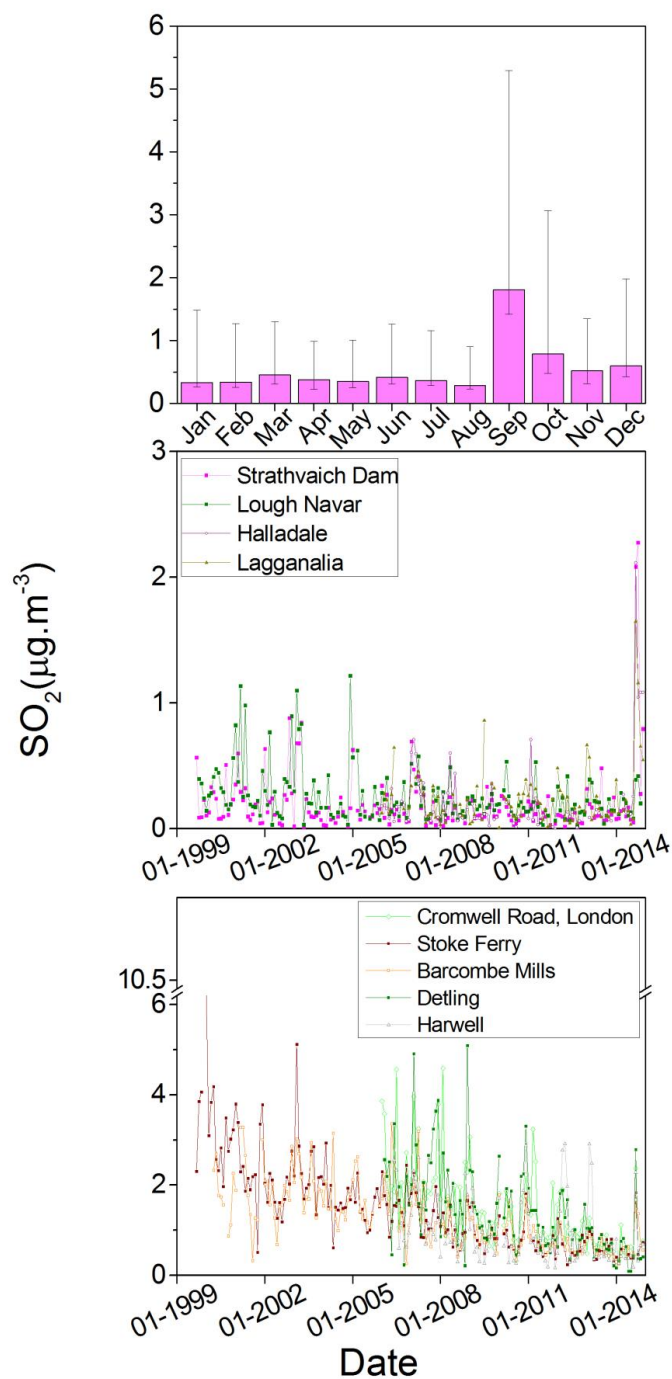 6
5
4
3
2
1
0
Jan Feb Mar Apr May Jun Jul Aug Sep Oct Nov Dec
3
2
1
0
Strathvaich Dam
Lough Navar
Halladale
Lagganalia
01-1999 01-2002 01-2005 01-2008 01-2011 01-2014
SO₂(μg.m⁻³)
10.5
6
4
2
0
Cromwell Road, London
Stoke Ferry
Barcombe Mills
Detling
Harwell
01-1999 01-2002 01-2005 01-2008 01-2011 01-2014
Date